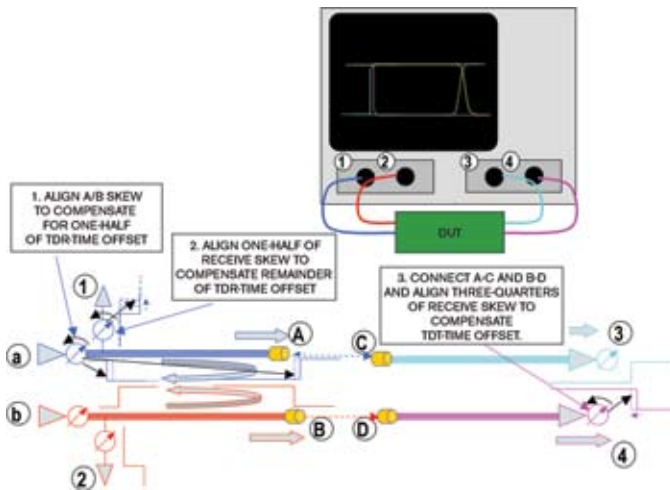 1
2
3
4
DUT
1. ALIGN A/B SKEW
TO COMPENSATE
FOR ONE-HALF
OF TDR-TIME OFFSET
2. ALIGN ONE-HALF OF
RECEIVE SKEW TO
COMPENSATE REMAINDER
OF TDR-TIME OFFSET
3. CONNECT A-C AND B-D
AND ALIGN THREE-QUARTERS
OF RECEIVE SKEW TO
COMPENSATE
TDT-TIME OFFSET.
1
A
C
3
a
b
B
D
2
4